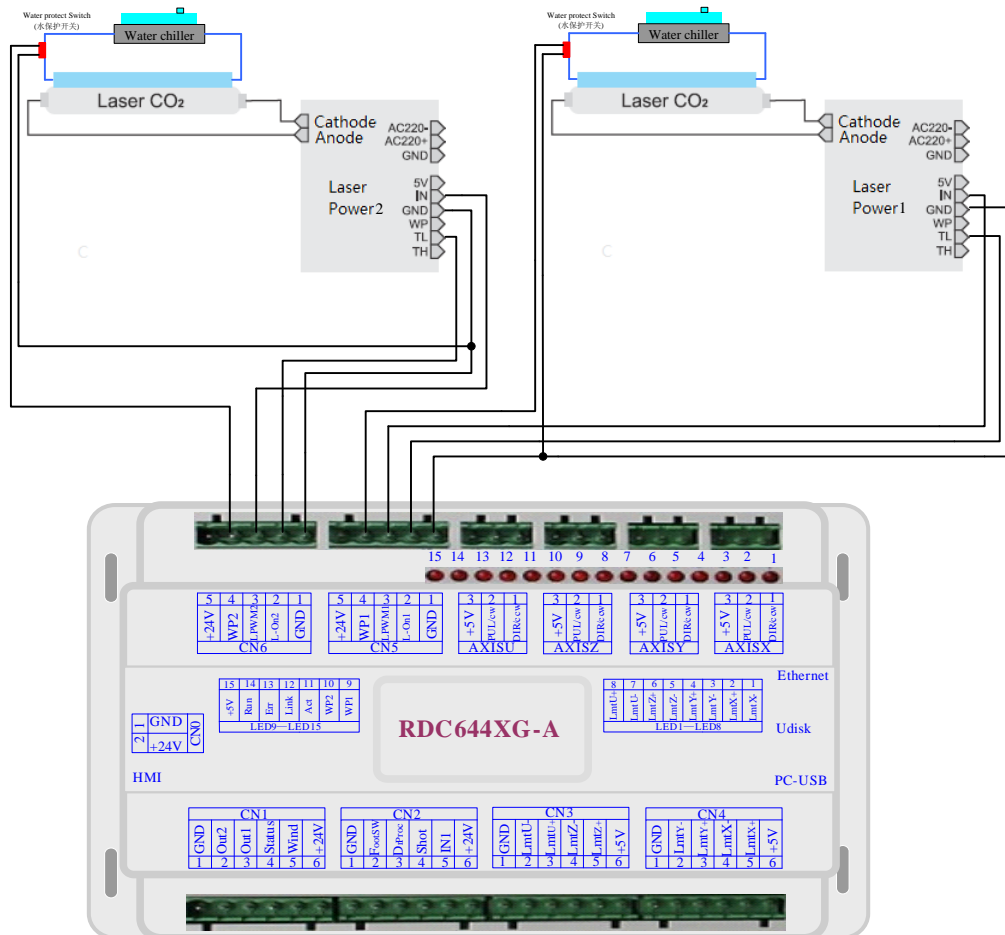 Water protect Switch
(水保护开关)
Water chiller
Laser CO₂
Cathode
Anode
AC220-
AC220+
GND
Laser
Power2
5V
IN
GND
WP
TL
TH
C
Water protect Switch
(水保护开关)
Water chiller
Laser CO₂
Cathode
Anode
AC220-
AC220+
GND
Laser
Power1
5V
IN
GND
WP
TL
TH
C
15 14 13 12 11 10 9 8 7 6 5 4 3 2 1
5 4 3 2 1
+24V WP2 LPWM2 L-On2 GND
CN6
5 4 3 2 1
+24V WP1 LPWM1 L-On1 GND
CN5
3 2 1
+5V PUL/cw DIRccw
AXISU
3 2 1
+5V PUL/cw DIRccw
AXISZ
3 2 1
+5V PUL/cw DIRccw
AXISY
3 2 1
+5V PUL/cw DIRccw
AXISX
15 14 13 12 11 10 9
+5V Run Err Link Act WP2 WP1
LED9—LED15
8 7 6 5 4 3 2 1
LmtU+ LmtU- LmtZ+ LmtZ- LmtY+ LmtY- LmtX+ LmtX-
LED1—LED8
Ethernet
Udisk
1 GND
2 +24V
CN0
RDC644XG-A
HMI
PC-USB
CN1
GND Out2 Out1 Status Wind +24V
1 2 3 4 5 6
CN2
GND FootSW DrProc Shot IN1 +24V
1 2 3 4 5 6
CN3
GND LmtU- LmtU+ LmtZ- LmtZ+ +5V
1 2 3 4 5 6
CN4
GND LmtY- LmtY+ LmtX- LmtX+ +5V
1 2 3 4 5 6